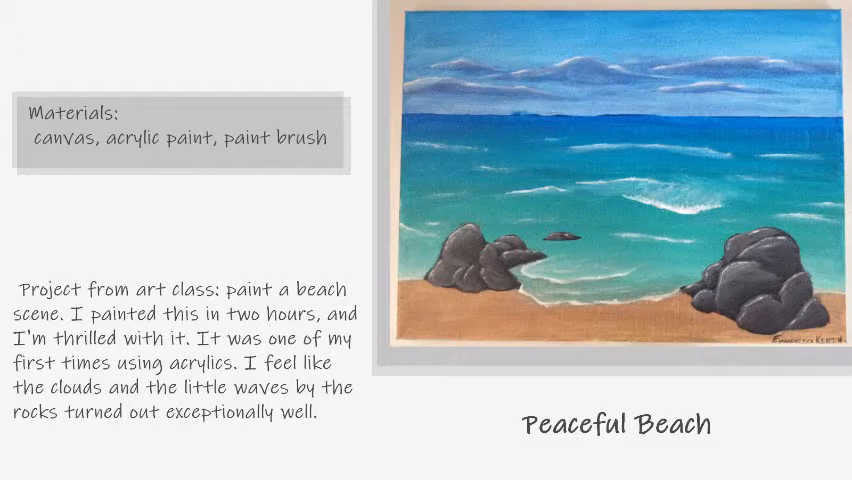 Materials:
canvas, acrylic paint, paint brush
Project from art class: paint a beach
scene. I painted this in two hours, and
I'm thrilled with it. It was one of my
first times using acrylics. I feel like
the clouds and the little waves by the
rocks turned out exceptionally well.
Peaceful Beach